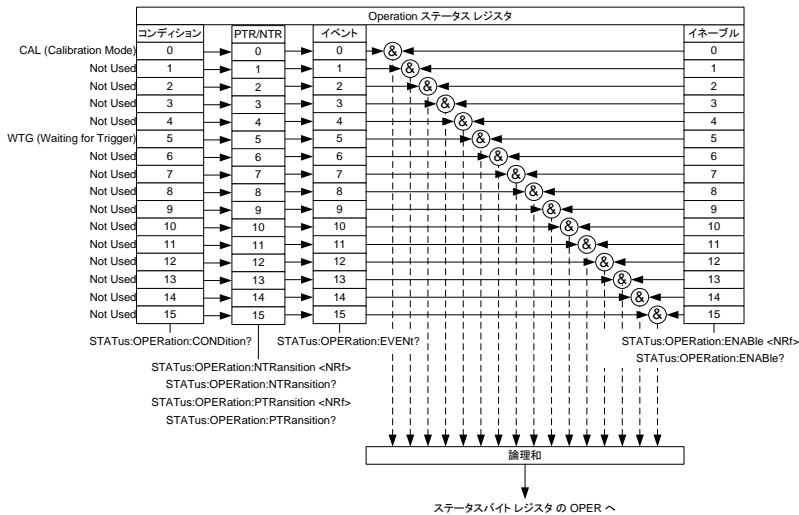 Operation ステータス レジスタ
コンディション PTR/NTR イベント イネーブル
CAL (Calibration Mode) 0 0 0 & 0
Not Used 1 1 1 & 1
Not Used 2 2 2 & 2
Not Used 3 3 3 & 3
Not Used 4 4 4 & 4
WTG (Waiting for Trigger) 5 5 5 & 5
Not Used 6 6 6 & 6
Not Used 7 7 7 & 7
Not Used 8 8 8 & 8
Not Used 9 9 9 & 9
Not Used 10 10 10 & 10
Not Used 11 11 11 & 11
Not Used 12 12 12 & 12
Not Used 13 13 13 & 13
Not Used 14 14 14 & 14
Not Used 15 15 15 & 15
STATus:OPERation:CONDition? STATus:OPERation:EVENt? STATus:OPERation:ENABle <NRf>
STATus:OPERation:ENABle?
STATus:OPERation:NTRansition <NRf>
STATus:OPERation:NTRansition?
STATus:OPERation:PTRansition <NRf>
STATus:OPERation:PTRansition?
論理和
ステータスバイト レジスタ の OPER へ